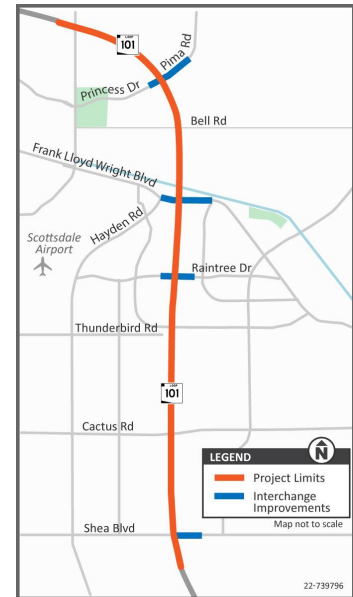 LOOP
101
Pima Rd
Princess Dr
Bell Rd
Frank Lloyd Wright Blvd
Hayden Rd
Scottsdale
Airport
Raintree Dr
Thunderbird Rd
LOOP
101
Cactus Rd
LEGEND
N
Project Limits
Interchange
Improvements
Map not to scale
Shea Blvd
22-739796